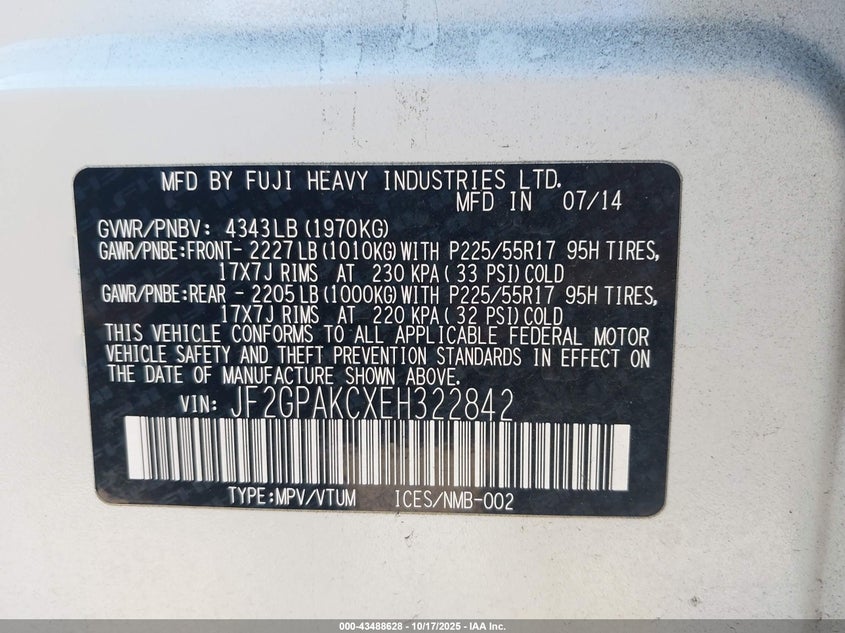 MFD BY FUJI HEAVY INDUSTRIES LTD.
MFD IN 07/14
GVWR/PNBV: 4343LB (1970KG)
GAWR/PNBE:FRONT- 2227LB (1010KG) WITH P225/55R17 95H TIRES,
17X7J RIMS AT 230 KPA (33 PSI) COLD
GAWR/PNBE:REAR - 2205LB (1000KG) WITH P225/55R17 95H TIRES,
17X7J RIMS AT 220 KPA (32 PSI) COLD
THIS VEHICLE CONFORMS TO ALL APPLICABLE FEDERAL MOTOR
VEHICLE SAFETY AND THEFT PREVENTION STANDARDS IN EFFECT ON
THE DATE OF MANUFACTURE SHOWN ABOVE.
VIN: JF2GPAKCXEH322842
TYPE:MPV/VTUM ICES/NMB-002
000-43488628 - 10/17/2025 - IAA Inc.